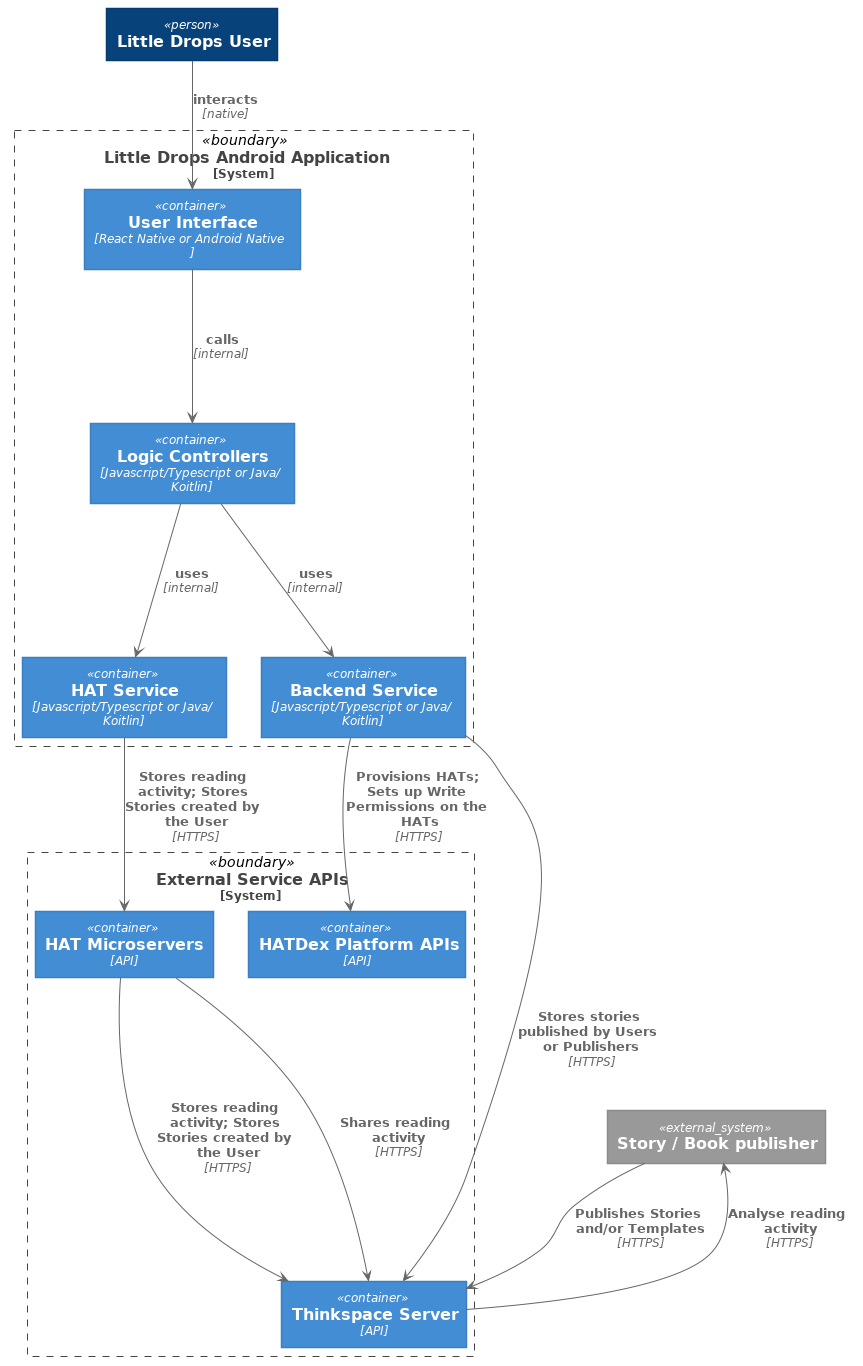 «person»
Little Drops User
interacts
[native]
«boundary»
Little Drops Android Application
[System]
«container»
User Interface
[React Native or Android Native
]
calls
[internal]
«container»
Logic Controllers
[Javascript/Typescript or Java/
Koitlin]
uses
[internal]
uses
[internal]
«container»
HAT Service
[Javascript/Typescript or Java/
Koitlin]
«container»
Backend Service
[Javascript/Typescript or Java/
Koitlin]
Stores reading
activity; Stores
Stories created by
the User
[HTTPS]
Provisions HATs;
Sets up Write
Permissions on the
HATs
[HTTPS]
«boundary»
External Service APIs
[System]
«container»
HAT Microservers
[API]
«container»
HATDex Platform APIs
[API]
Stores stories
published by Users
or Publishers
[HTTPS]
Stores reading
activity; Stores
Stories created by
the User
[HTTPS]
Shares reading
activity
[HTTPS]
«external_system»
Story / Book publisher
Publishes Stories
and/or Templates
[HTTPS]
Analyse reading
activity
[HTTPS]
«container»
Thinkspace Server
[API]